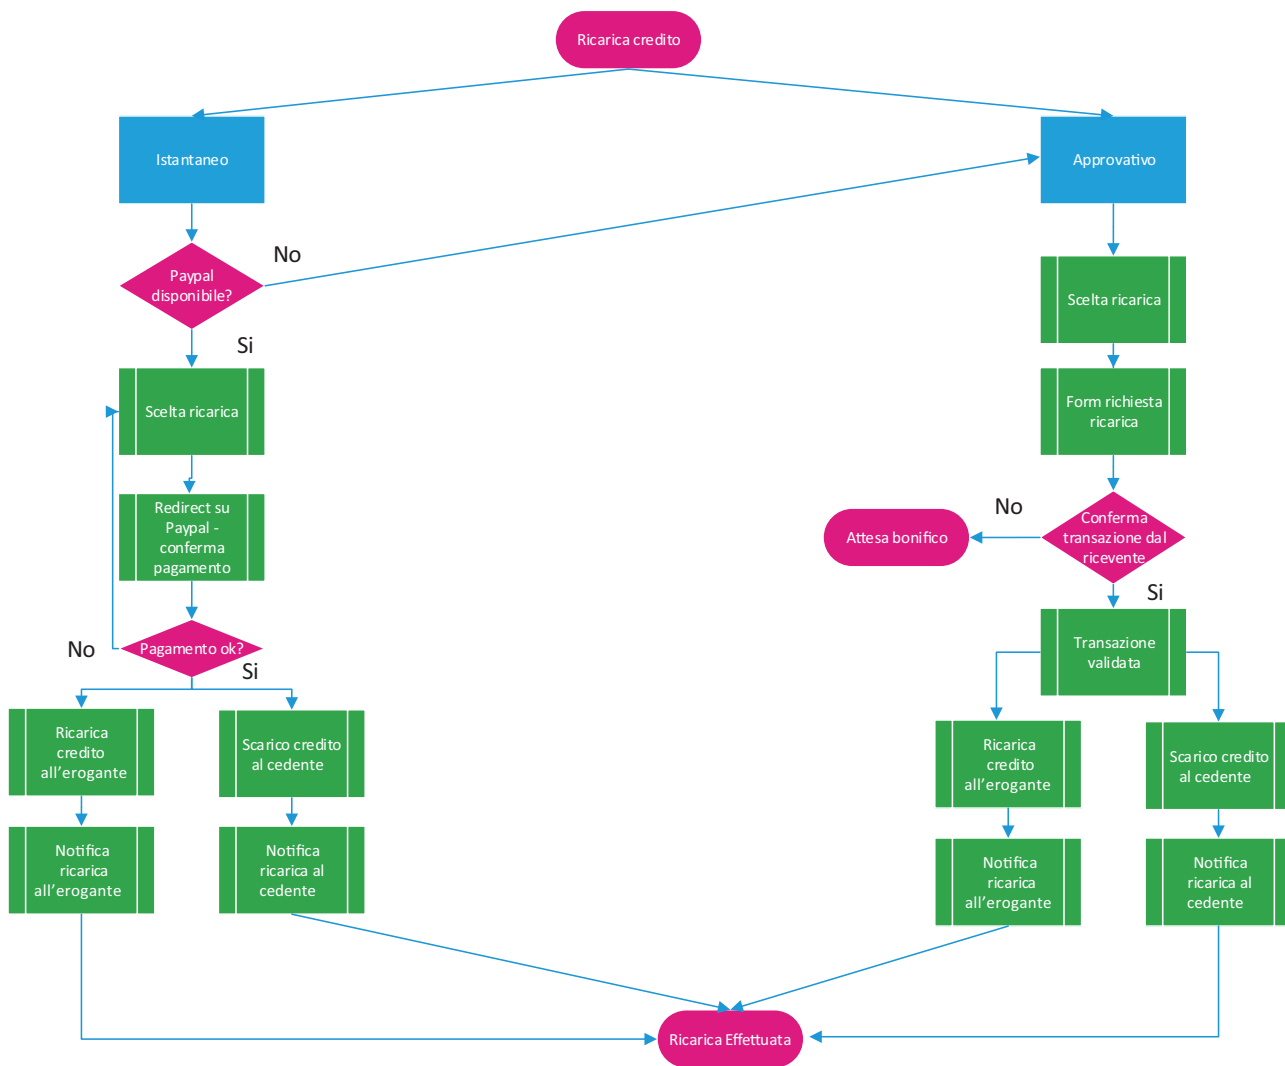 Ricarica credito
Istantaneo
Approvativo
No
Paypal
disponibile?
Scelta ricarica
Si
Scelta ricarica
Form richiesta
ricarica
Redirect su
Paypal -
conferma
pagamento
No
Attesa bonifico
Conferma
transazione dal
ricevente
Si
No
Pagamento ok?
Si
Transazione
validata
Ricarica
credito
all'erogante
Scarico credito
al cedente
Ricarica
credito
all'erogante
Scarico credito
al cedente
Notifica
ricarica
all'erogante
Notifica
ricarica al
cedente
Notifica
ricarica
all'erogante
Notifica
ricarica al
cedente
Ricarica Effettuata